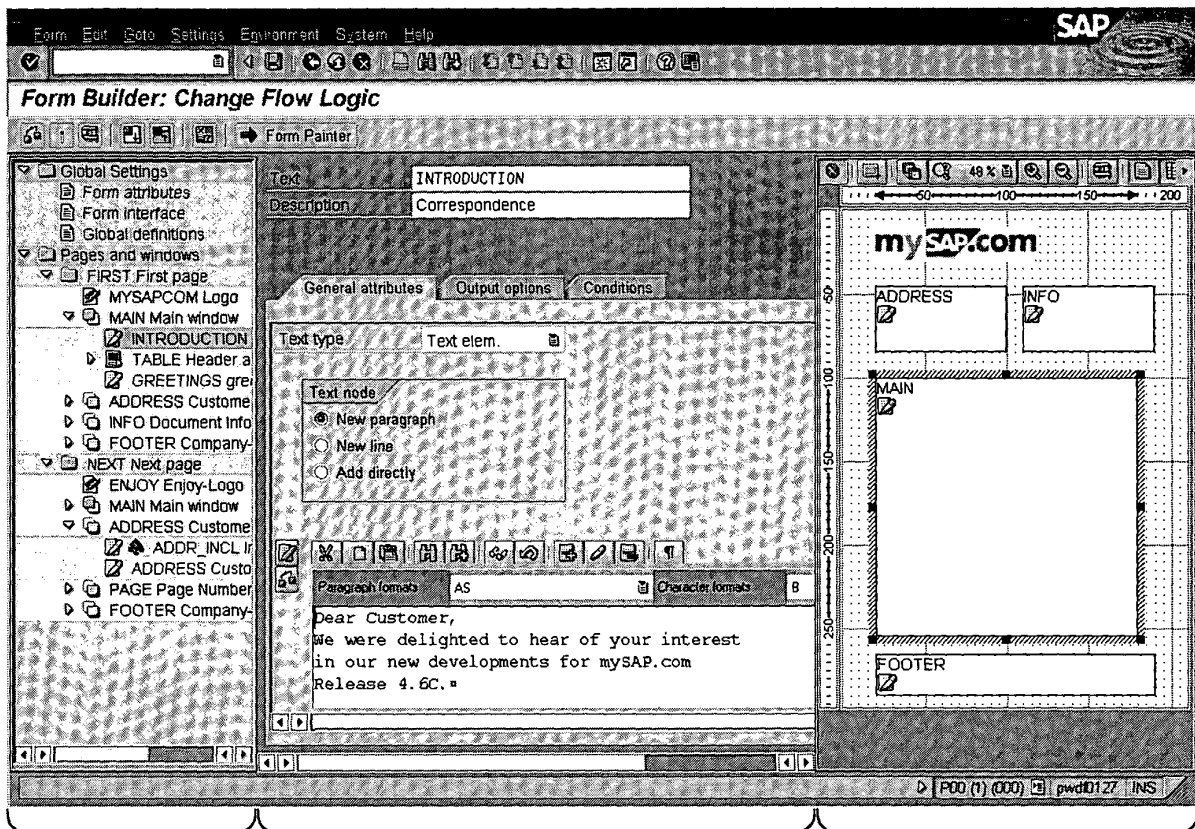 Form Edit Goto Settings Environment System Help
SAP
Form Builder: Change Flow Logic
Form Painter
Global Settings
Form attributes
Form interface
Global definitions
Pages and windows
FIRST First page
MYSAPCOM Logo
MAIN Main window
INTRODUCTION
TABLE Header a
GREETINGS gre
ADDRESS Custome
INFO Document Info
FOOTER Company-
NEXT Next page
ENJOY Enjoy-Logo
MAIN Main window
ADDRESS Custome
ADDR_INCL In
ADDRESS Custo
PAGE Page Number
FOOTER Company-
Text INTRODUCTION
Description Correspondence
General attributes Output options Conditions
Text type Text elem.
Text node
New paragraph
New line
Add directly
Paragraph formats AS Character formats B
Dear Customer,
We were delighted to hear of your interest
in our new developments for mySAP.com
Release 4.6C.¤
48 %
50 100 150 200
mySAP.com
ADDRESS INFO
50
100
MAIN
150
200
250
FOOTER
P00 (1) (000) pwdf0127 INS